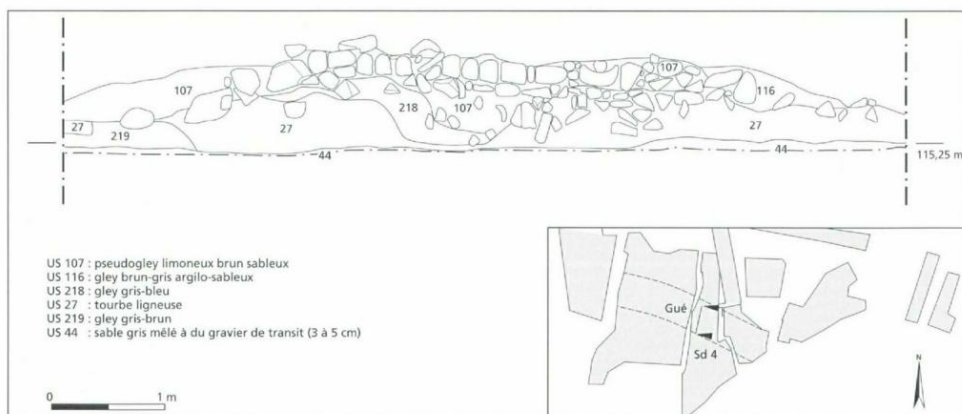 107
107
218
107
116
27
219
27
27
44
44
115,25 m
US 107 : pseudogley limoneux brun sableux
US 116 : gley brun-gris argilo-sableux
US 218 : gley gris-bleu
US 27 : tourbe ligneuse
US 219 : gley gris-brun
US 44 : sable gris mêlé à du gravier de transit (3 à 5 cm)
0 1 m
Gué
Sd 4
N